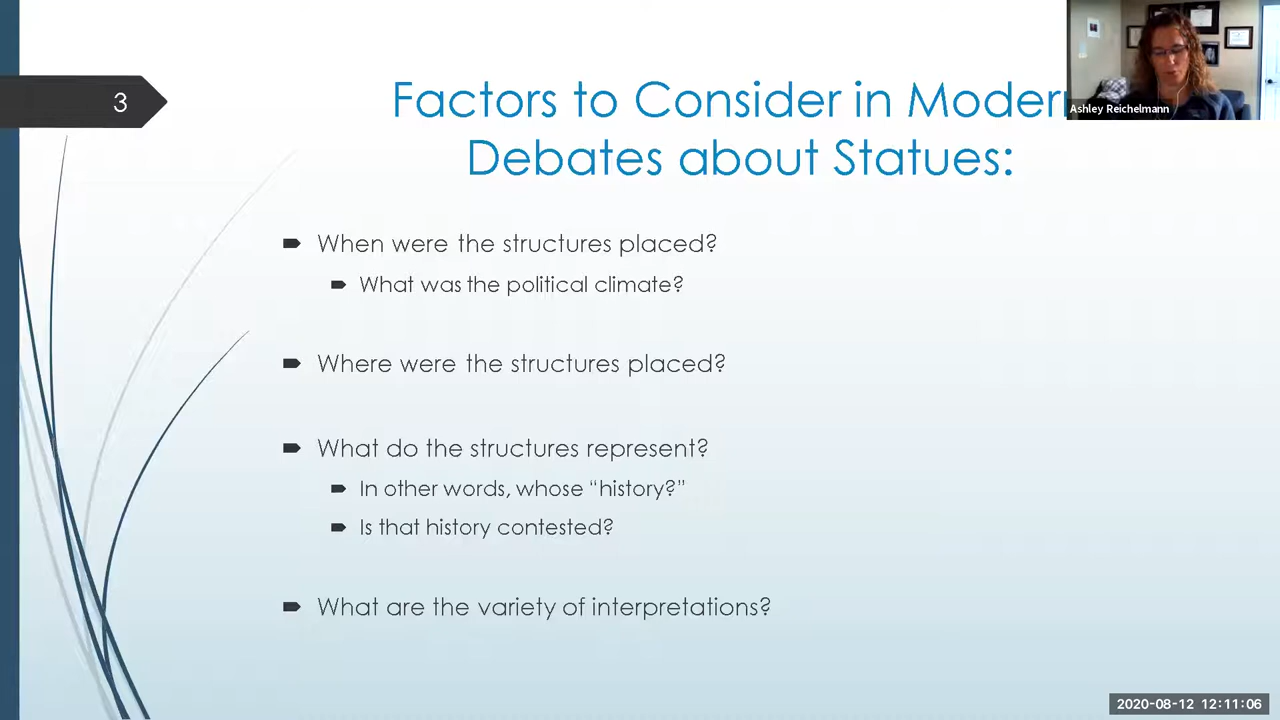 3
Factors to Consider in Moder
Debates about Statues:
Ashley Reichelmann
When were the structures placed?
What was the political climate?
Where were the structures placed?
What do the structures represent?
In other words, whose “history?”
Is that history contested?
What are the variety of interpretations?
2020-08-12 12:11:06